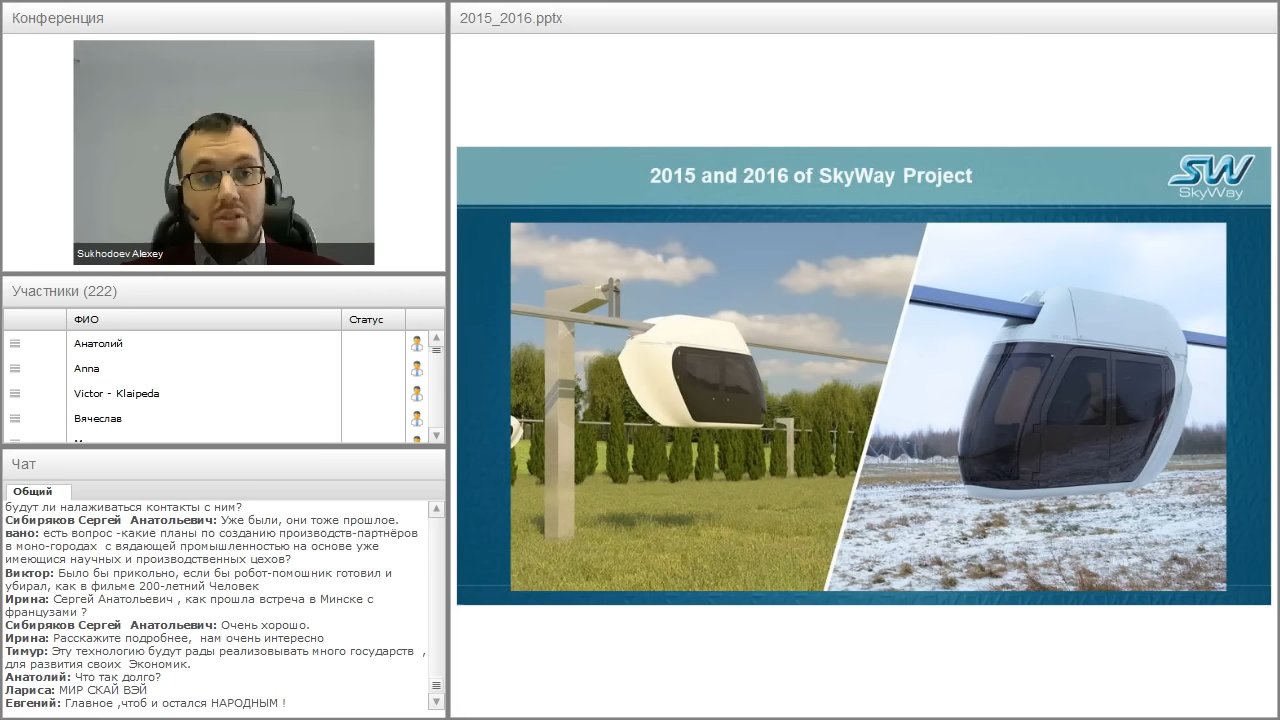 Конференция
Sukhodoev Alexey
Участники (222)
ФИО
Статус
Анатолий
Anna
Victor - Klaipeda
Вячеслав
Чат
Общий
будут ли налаживаться контакты с ним?
Сибиряков Сергей Анатольевич: Уже были, они тоже прошлое.
вано: есть вопрос -какие планы по созданию производств-партнёров
в моно-городах с вядающей промышленностью на основе уже
имеющися научных и производственных цехов?
Виктор: Было бы прикольно, если бы робот-помошник готовил и
убирал, как в фильме 200-летний Человек
Ирина: Сергей Анатольевич , как прошла встреча в Минске с
французами ?
Сибиряков Сергей Анатольевич: Очень хорошо.
Ирина: Расскажите подробнее, нам очень интересно
Тимур: Эту технологию будут рады реализовывать много государств ,
для развития своих Экономик.
Анатолий: Что так долго?
Лариса: МИР СКАЙ ВЭЙ
Евгений: Главное ,чтоб и остался НАРОДНЫМ !
2015_2016.pptx
2015 and 2016 of SkyWay Project
SW
SkyWay